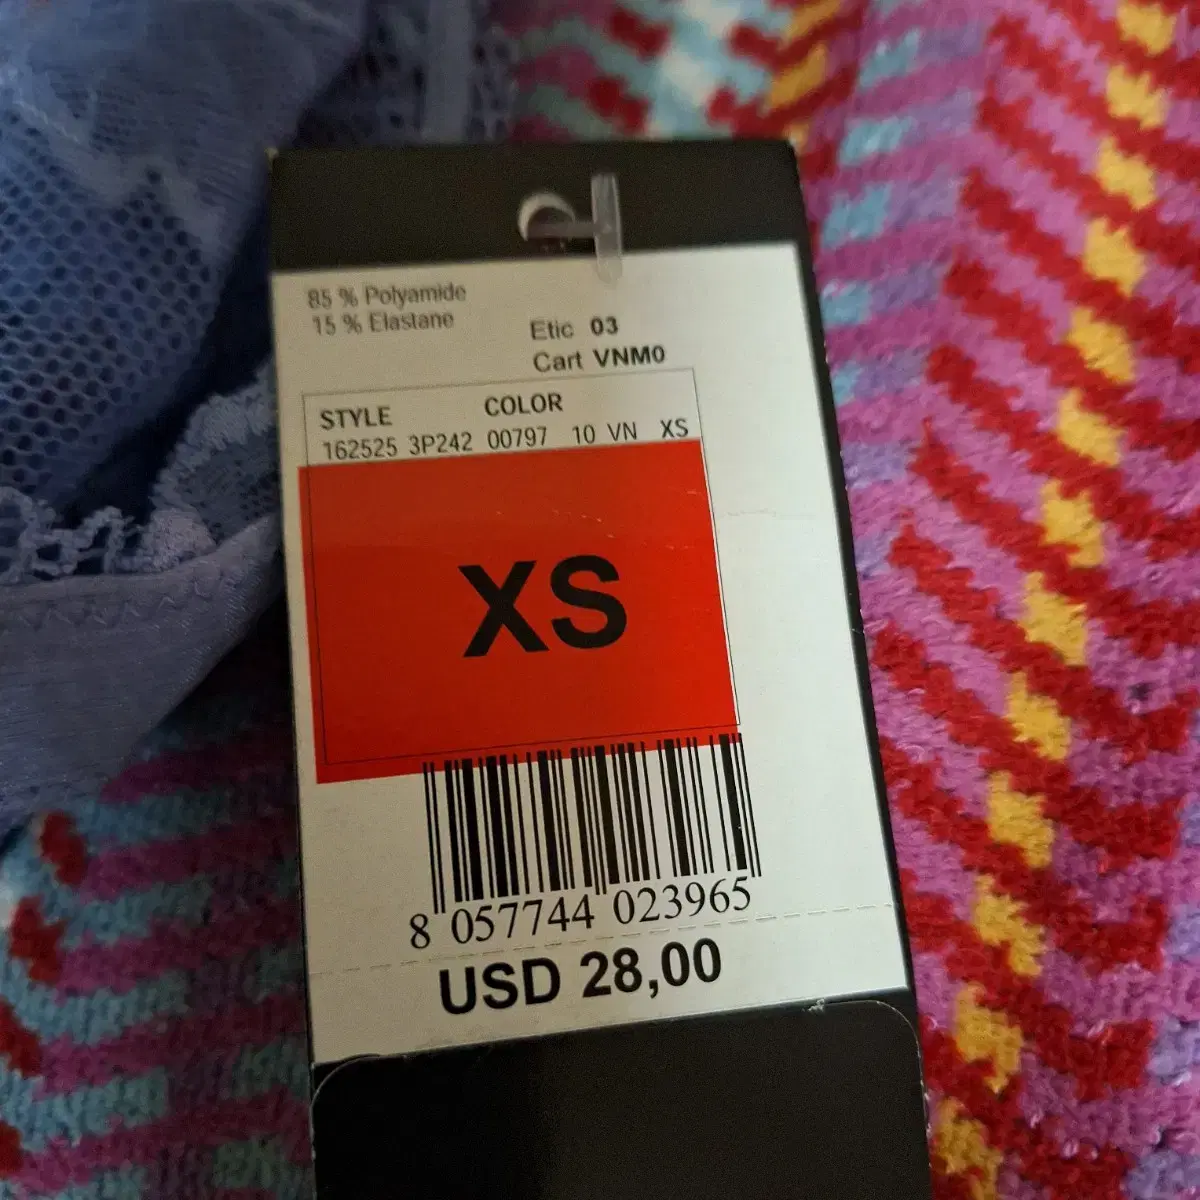 85 % Polyamide
15 % Elastane
Etic 03
Cart VNM0
STYLE COLOR
162525 3P242 00797 10 VN XS
XS
8 057744 023965
USD 28,00